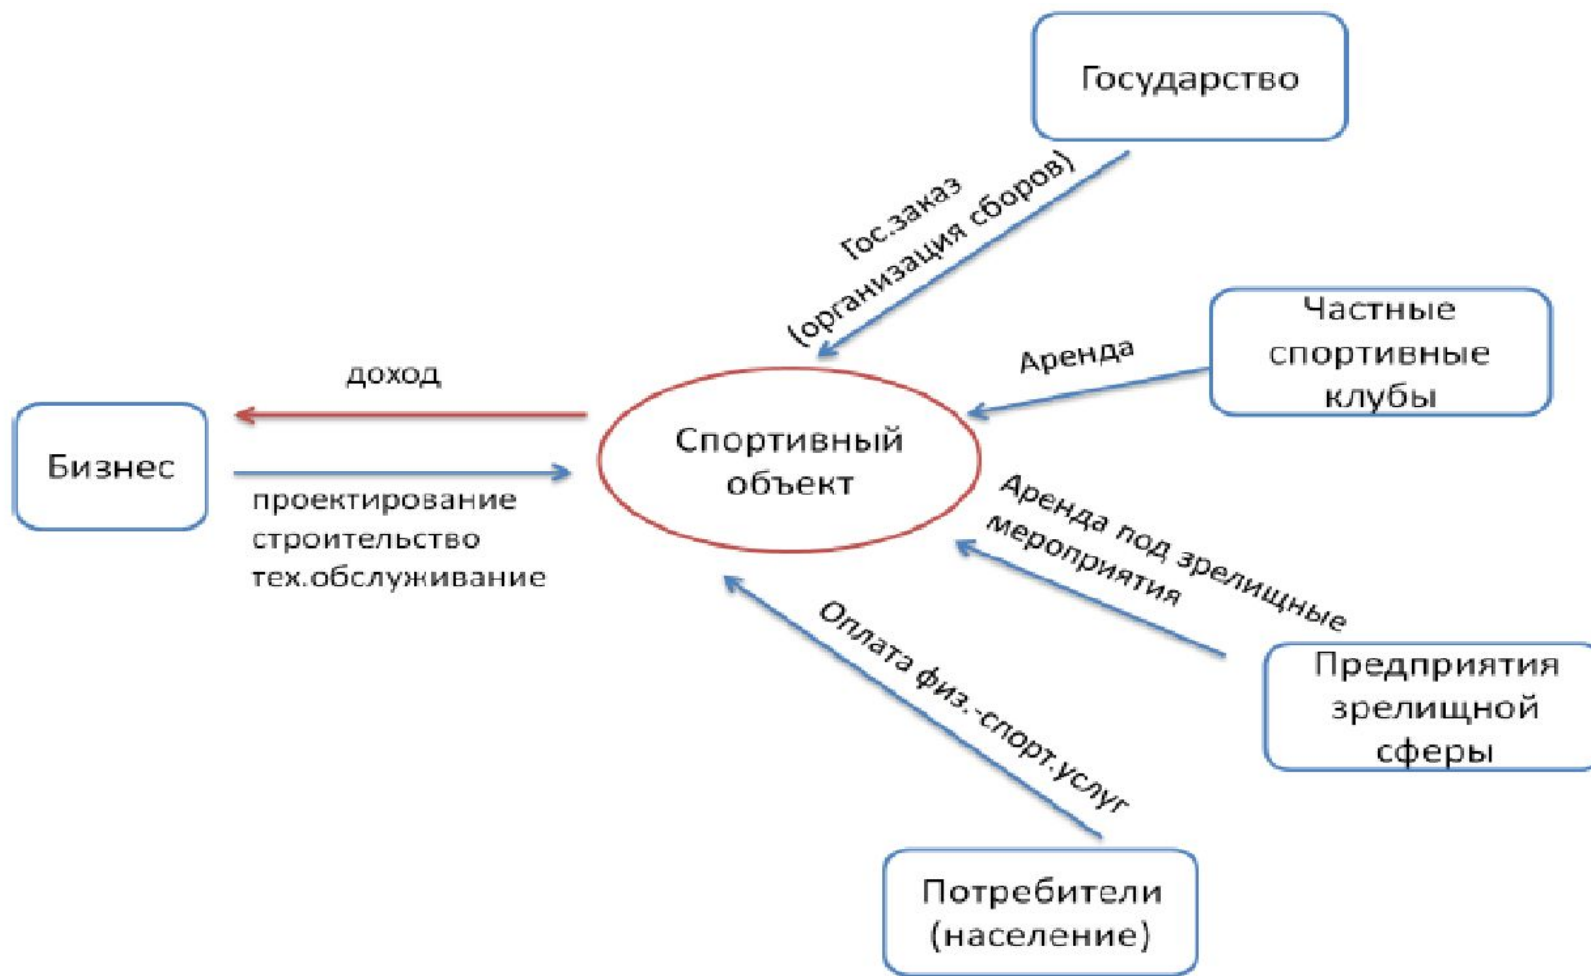 Государство
Гос.заказ
(организация сборов)
Частные
спортивные
клубы
Аренда
доход
Бизнес
Спортивный
объект
проектирование
строительство
тех.обслуживание
Аренда под зрелищные
мероприятия
Предприятия
зрелищной
сферы
Оплата физ.-спорт.услуг
Потребители
(население)